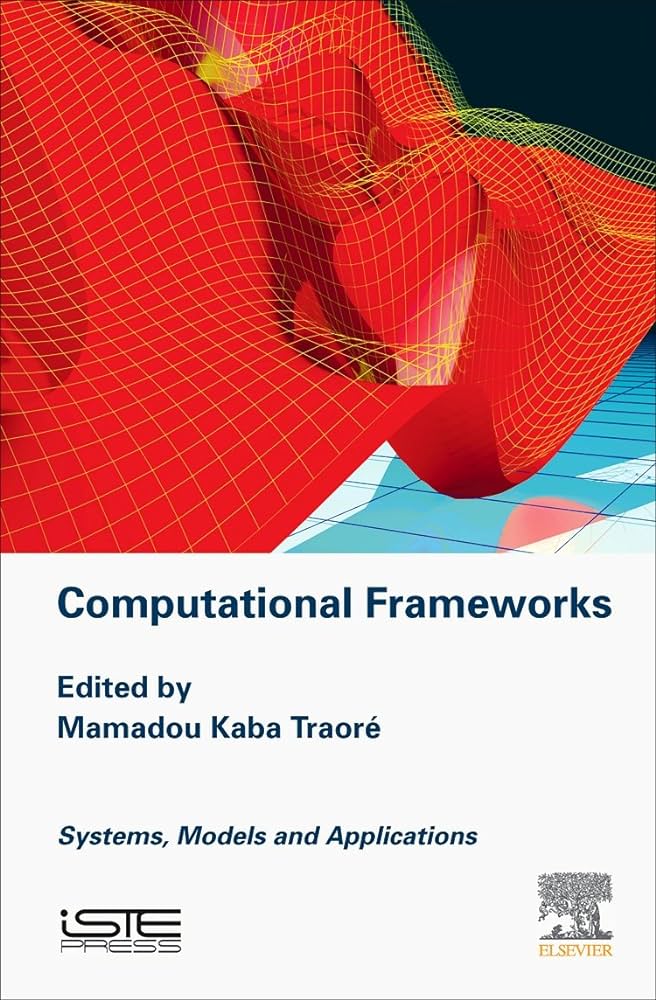 Computational Frameworks
Edited by
Mamadou Kaba Traoré
Systems, Models and Applications
iSTE
PRESS
ELSEVIER